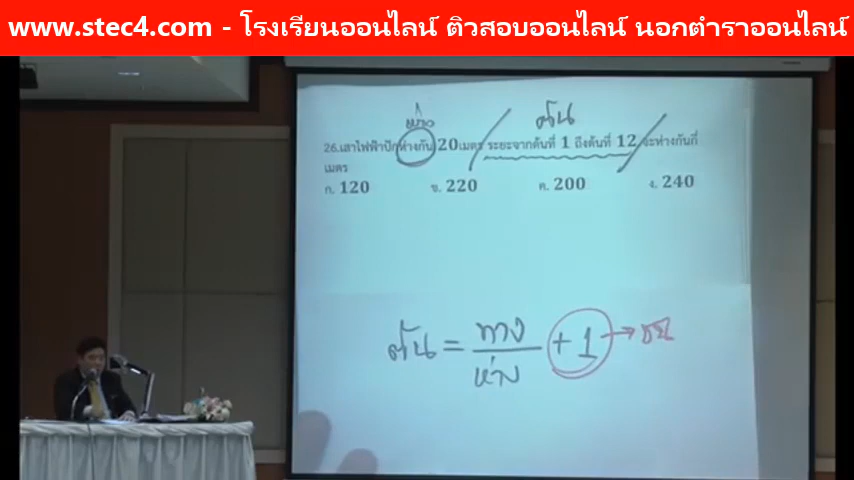 www.stec4.com - โรงเรียนออนไลน์ ติวสอบออนไลน์ นอกตำราออนไลน์
ห่าง ต้น
26.เสาไฟฟ้าปักห่างกัน 20เมตร ระยะจากต้นที่ 1 ถึงต้นที่ 12 จะห่างกันกี่
เมตร
ก. 120 ข. 220 ค. 200 ง. 240
ต้น = ทาง + 1 →
ห่าง